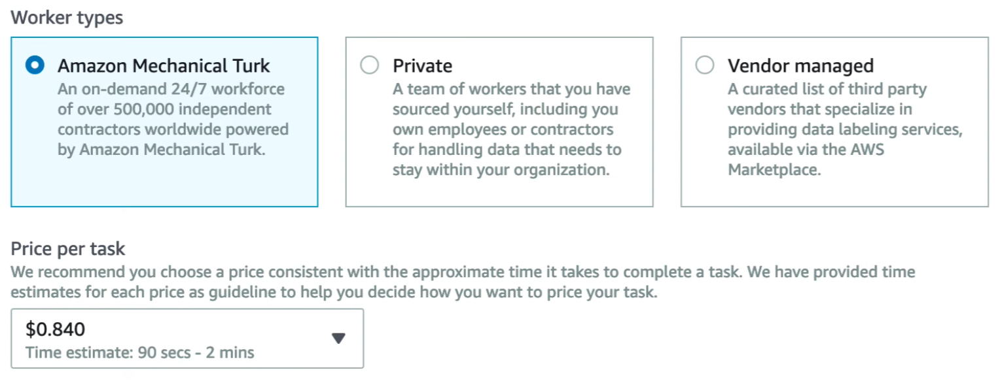 Worker types
Amazon Mechanical Turk
An on-demand 24/7 workforce
of over 500,000 independent
contractors worldwide powered
by Amazon Mechanical Turk.
Private
A team of workers that you have
sourced yourself, including you
own employees or contractors
for handling data that needs to
stay within your organization.
Vendor managed
A curated list of third party
vendors that specialize in
providing data labeling services,
available via the AWS
Marketplace.
Price per task
We recommend you choose a price consistent with the approximate time it takes to complete a task. We have provided time
estimates for each price as guideline to help you decide how you want to price your task.
$0.840
Time estimate: 90 secs - 2 mins